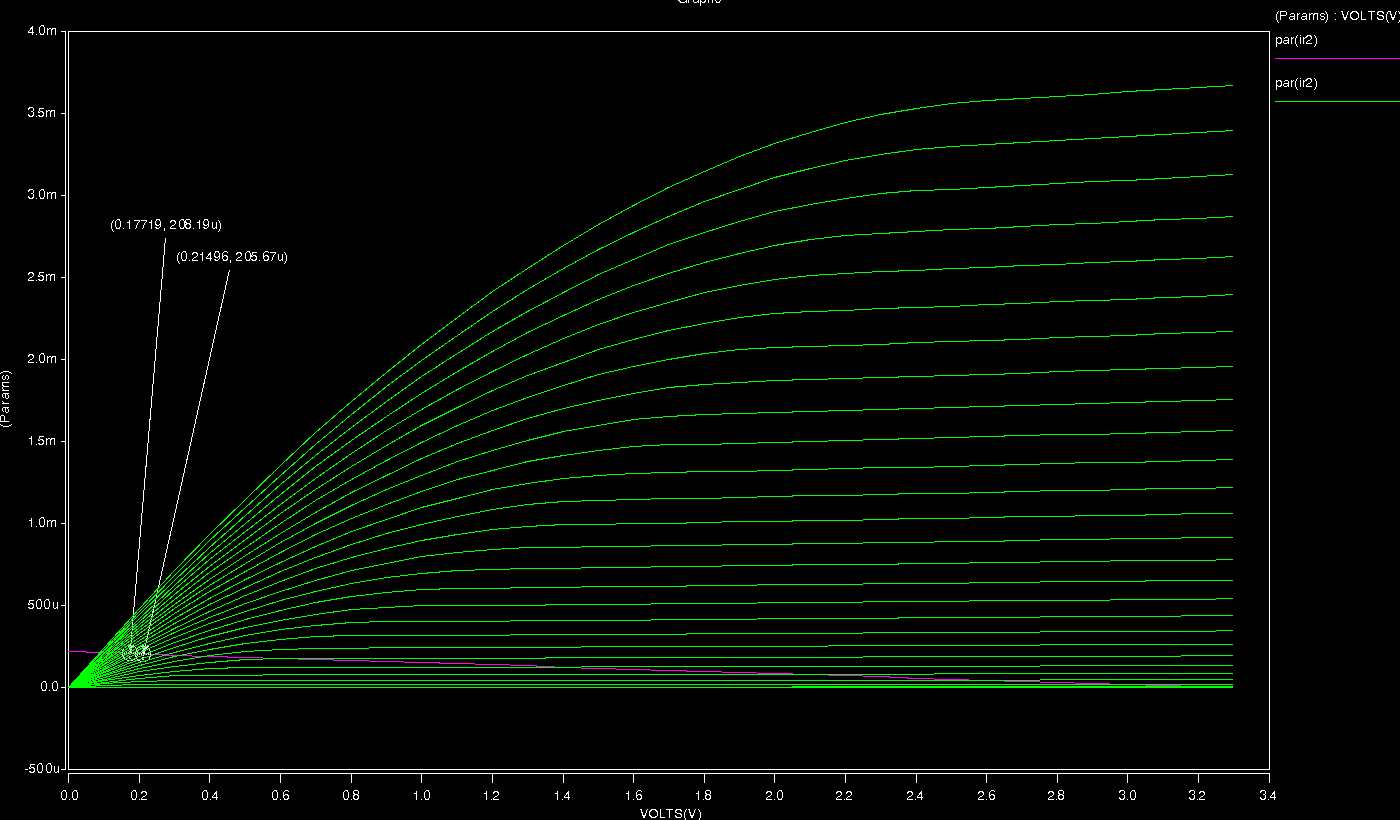 (Params) : VOLTS(V)
par(ir2)
par(ir2)
4.0m
3.5m
3.0m
2.5m
2.0m
1.5m
1.0m
500u
0.0
-500u
(Params)
(0.17719, 208.19u)
(0.21496, 205.67u)
0.0 0.2 0.4 0.6 0.8 1.0 1.2 1.4 1.6 1.8 2.0 2.2 2.4 2.6 2.8 3.0 3.2 3.4
VOLTS(V)